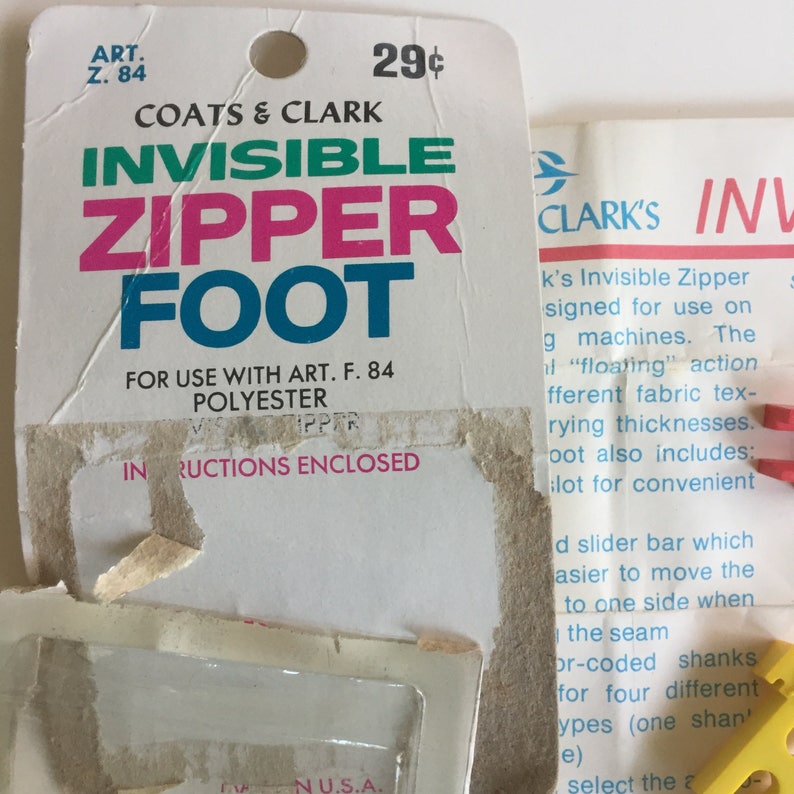 ART.
Z. 84
29¢
COATS & CLARK
INVISIBLE
ZIPPER
FOOT
FOR USE WITH ART. F. 84
POLYESTER
ZIPPER
INSTRUCTIONS ENCLOSED
N U.S.A.
CLARK'S INV
k's Invisible Zipper
signed for use on
g machines. The
l "floating" action
fferent fabric tex-
rying thicknesses.
oot also includes:
lot for convenient
d slider bar which
asier to move the
to one side when
the seam
or-coded shanks
for four different
ypes (one shan
e)
select the a